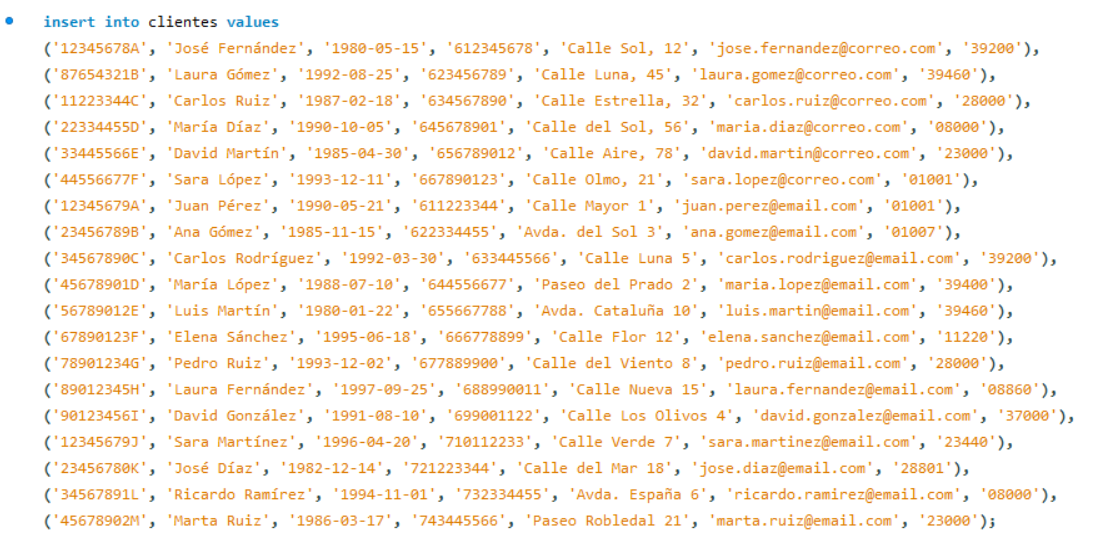 insert into clientes values
('12345678A', 'José Fernández', '1980-05-15', '612345678', 'Calle Sol, 12', 'jose.fernandez@correo.com', '39200'),
('87654321B', 'Laura Gómez', '1992-08-25', '623456789', 'Calle Luna, 45', 'laura.gomez@correo.com', '39460'),
('11223344C', 'Carlos Ruiz', '1987-02-18', '634567890', 'Calle Estrella, 32', 'carlos.ruiz@correo.com', '28000'),
('22334455D', 'María Díaz', '1990-10-05', '645678901', 'Calle del Sol, 56', 'maria.diaz@correo.com', '08000'),
('33445566E', 'David Martín', '1985-04-30', '656789012', 'Calle Aire, 78', 'david.martin@correo.com', '23000'),
('44556677F', 'Sara López', '1993-12-11', '667890123', 'Calle Olmo, 21', 'sara.lopez@correo.com', '01001'),
('12345679A', 'Juan Pérez', '1990-05-21', '611223344', 'Calle Mayor 1', 'juan.perez@email.com', '01001'),
('23456789B', 'Ana Gómez', '1985-11-15', '622334455', 'Avda. del Sol 3', 'ana.gomez@email.com', '01007'),
('34567890C', 'Carlos Rodríguez', '1992-03-30', '633445566', 'Calle Luna 5', 'carlos.rodriguez@email.com', '39200'),
('45678901D', 'María López', '1988-07-10', '644556677', 'Paseo del Prado 2', 'maria.lopez@email.com', '39400'),
('56789012E', 'Luis Martín', '1980-01-22', '655667788', 'Avda. Cataluña 10', 'luis.martin@email.com', '39460'),
('67890123F', 'Elena Sánchez', '1995-06-18', '666778899', 'Calle Flor 12', 'elena.sanchez@email.com', '11220'),
('78901234G', 'Pedro Ruiz', '1993-12-02', '677889900', 'Calle del Viento 8', 'pedro.ruiz@email.com', '28000'),
('89012345H', 'Laura Fernández', '1997-09-25', '688990011', 'Calle Nueva 15', 'laura.fernandez@email.com', '08860'),
('90123456I', 'David González', '1991-08-10', '699001122', 'Calle Los Olivos 4', 'david.gonzalez@email.com', '37000'),
('12345679J', 'Sara Martínez', '1996-04-20', '710112233', 'Calle Verde 7', 'sara.martinez@email.com', '23440'),
('23456780K', 'José Díaz', '1982-12-14', '721223344', 'Calle del Mar 18', 'jose.diaz@email.com', '28801'),
('34567891L', 'Ricardo Ramírez', '1994-11-01', '732334455', 'Avda. España 6', 'ricardo.ramirez@email.com', '08000'),
('45678902M', 'Marta Ruiz', '1986-03-17', '743445566', 'Paseo Robledal 21', 'marta.ruiz@email.com', '23000');